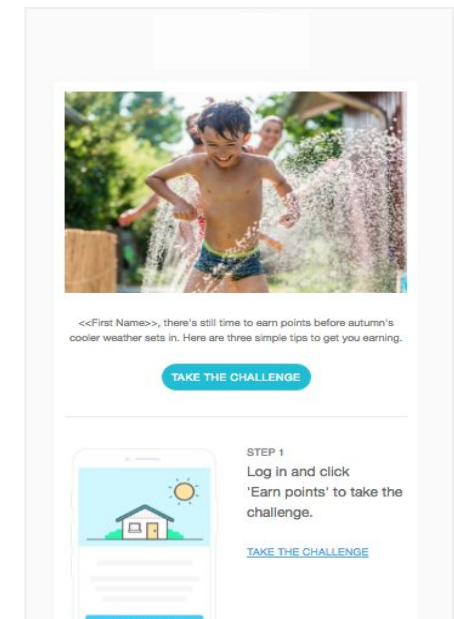 <<First Name>>, there's still time to earn points before autumn's
cooler weather sets in. Here are three simple tips to get you earning.
TAKE THE CHALLENGE
STEP 1
Log in and click
'Earn points' to take the
challenge.
TAKE THE CHALLENGE